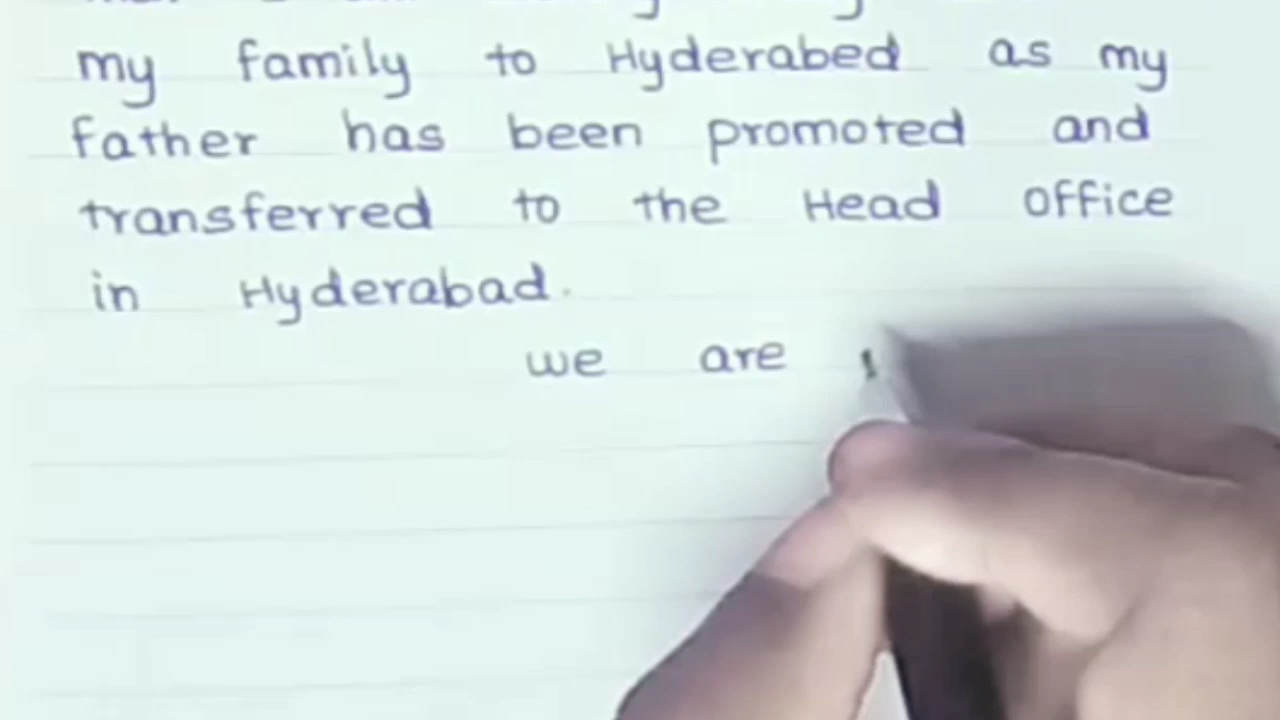 my family to Hyderabed as my
father has been promoted and
transferred to the Head office
in Hyderabad.
we are